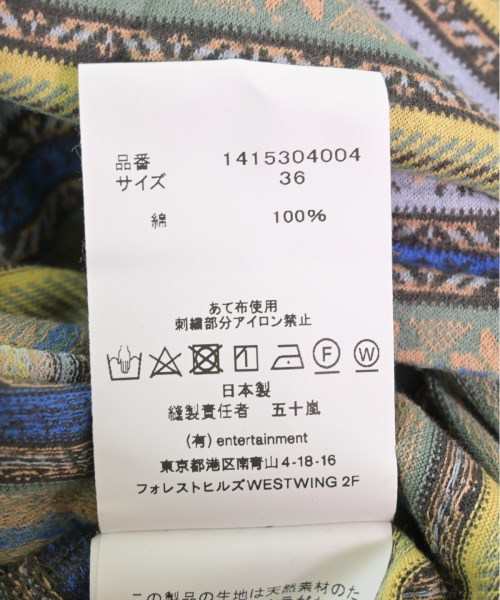 品番 1415304004
サイズ 36
綿 100%
あて布使用
刺繍部分アイロン禁止
F W
日本製
縫製責任者 五十嵐
(有) entertainment
東京都港区南青山4-18-16
フォレストヒルズWESTWING 2F
この製品の生地は天然素材のた